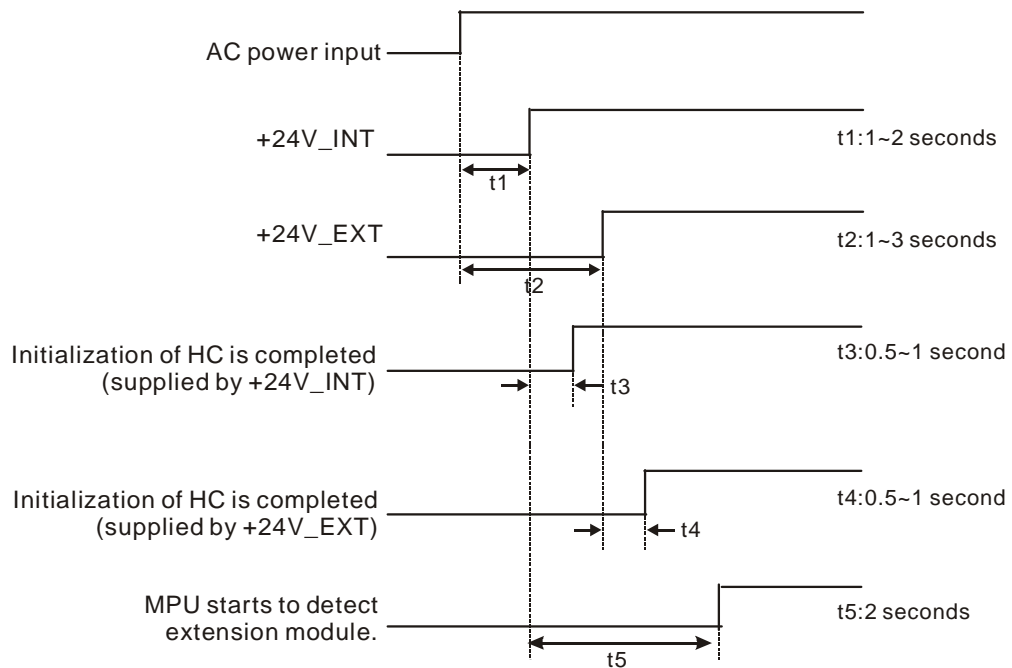 AC power input
+24V_INT
t1:1~2 seconds
t1
+24V_EXT
t2:1~3 seconds
t2
Initialization of HC is completed
(supplied by +24V_INT)
t3:0.5~1 second
t3
Initialization of HC is completed
(supplied by +24V_EXT)
t4:0.5~1 second
t4
MPU starts to detect
extension module.
t5:2 seconds
t5